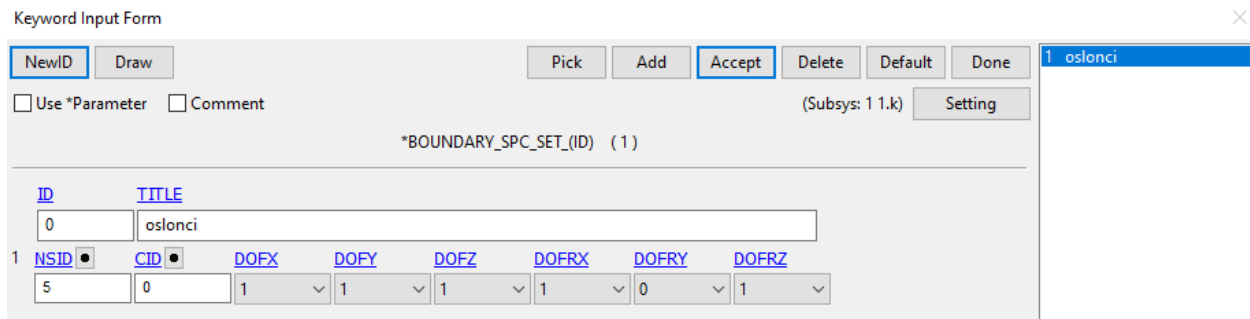 Keyword Input Form
NewID Draw Pick Add Accept Delete Default Done
1 oslonci
Use *Parameter Comment (Subsys: 1 1.k) Setting
*BOUNDARY_SPC_SET_(ID) (1)
ID TITLE
0 oslonci
1 NSID CID DOFX DOFY DOFZ DOFRX DOFRY DOFRZ
5 0 1 1 1 1 0 1